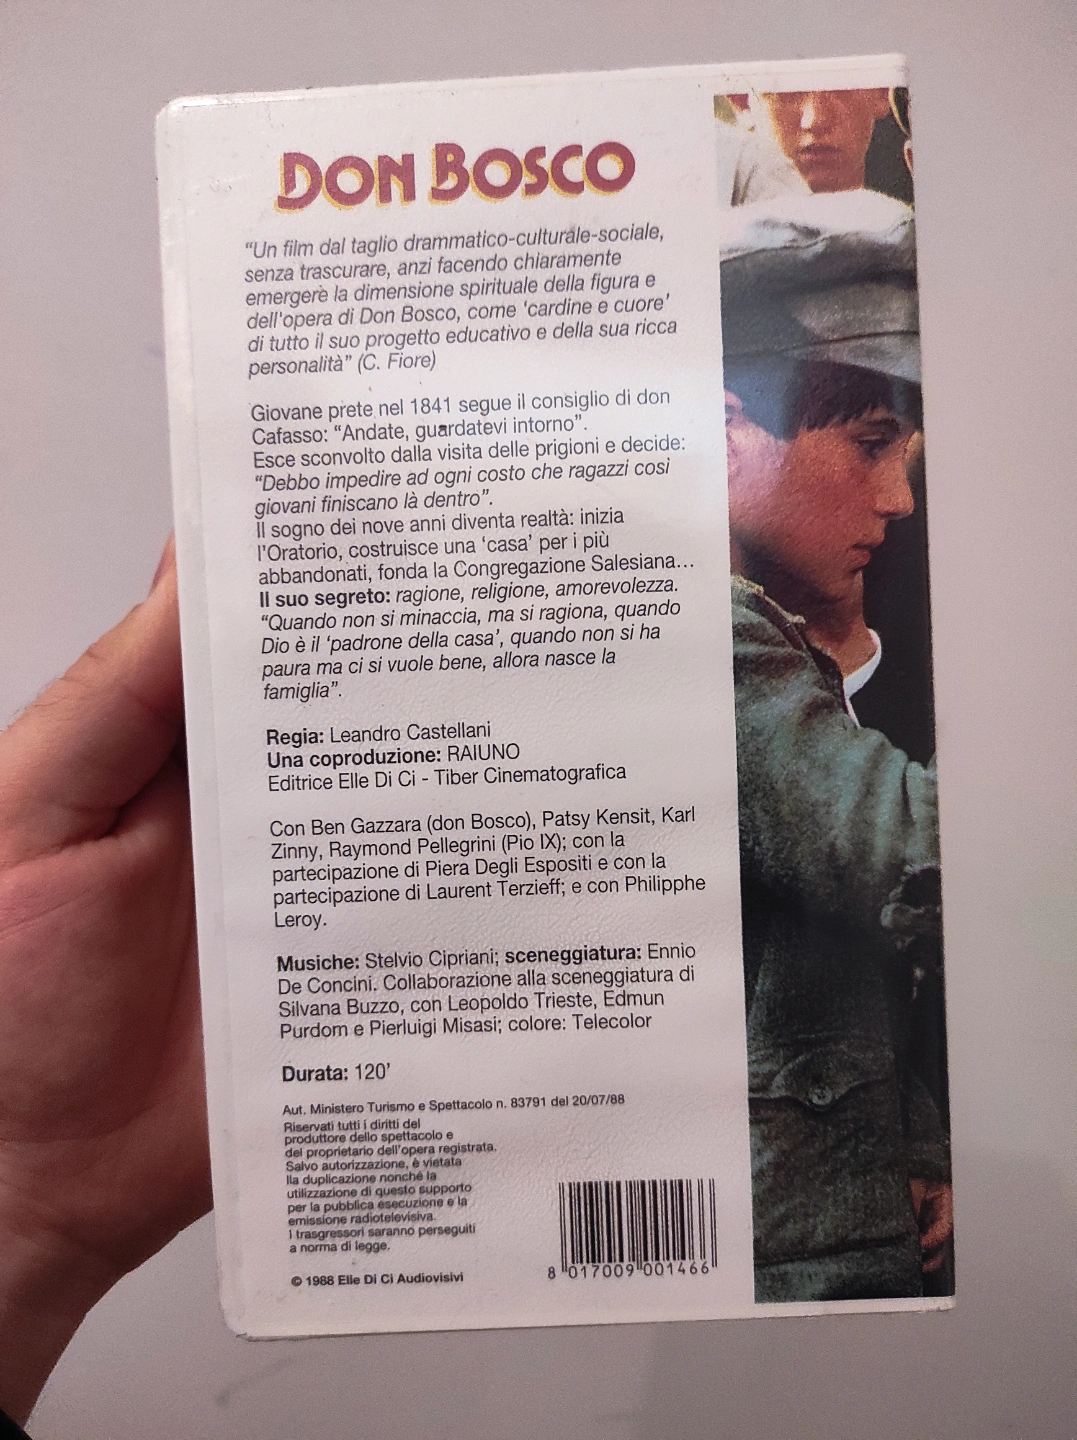 DON BOSCO
“Un film dal taglio drammatico-culturale-sociale,
senza trascurare, anzi facendo chiaramente
emergere la dimensione spirituale della figura e
dell'opera di Don Bosco, come ‘cardine e cuore’
di tutto il suo progetto educativo e della sua ricca
personalità” (C. Fiore)
Giovane prete nel 1841 segue il consiglio di don
Cafasso: “Andate, guardatevi intorno”.
Esce sconvolto dalla visita delle prigioni e decide:
“Debbo impedire ad ogni costo che ragazzi così
giovani finiscano là dentro”.
Il sogno dei nove anni diventa realtà: inizia
l'Oratorio, costruisce una ‘casa’ per i più
abbandonati, fonda la Congregazione Salesiana...
Il suo segreto: ragione, religione, amorevolezza.
“Quando non si minaccia, ma si ragiona, quando
Dio è il ‘padrone della casa’, quando non si ha
paura ma ci si vuole bene, allora nasce la
famiglia”.
Regia: Leandro Castellani
Una coproduzione: RAIUNO
Editrice Elle Di Ci - Tiber Cinematografica
Con Ben Gazzara (don Bosco), Patsy Kensit, Karl
Zinny, Raymond Pellegrini (Pio IX); con la
partecipazione di Piera Degli Espositi e con la
partecipazione di Laurent Terzieff; e con Philipphe
Leroy.
Musiche: Stelvio Cipriani; sceneggiatura: Ennio
De Concini. Collaborazione alla sceneggiatura di
Silvana Buzzo, con Leopoldo Trieste, Edmun
Purdom e Pierluigi Misasi; colore: Telecolor
Durata: 120’
Aut. Ministero Turismo e Spettacolo n. 83791 del 20/07/88
Riservati tutti i diritti del
produttore dello spettacolo e
del proprietario dell'opera registrata.
Salvo autorizzazione, è vietata
lla duplicazione nonché la
utilizzazione di questo supporto
per la pubblica esecuzione e la
emissione radiotelevisiva.
I trasgressori saranno perseguiti
a norma di legge.
© 1988 Elle Di Ci Audiovisivi
8 017009 001466